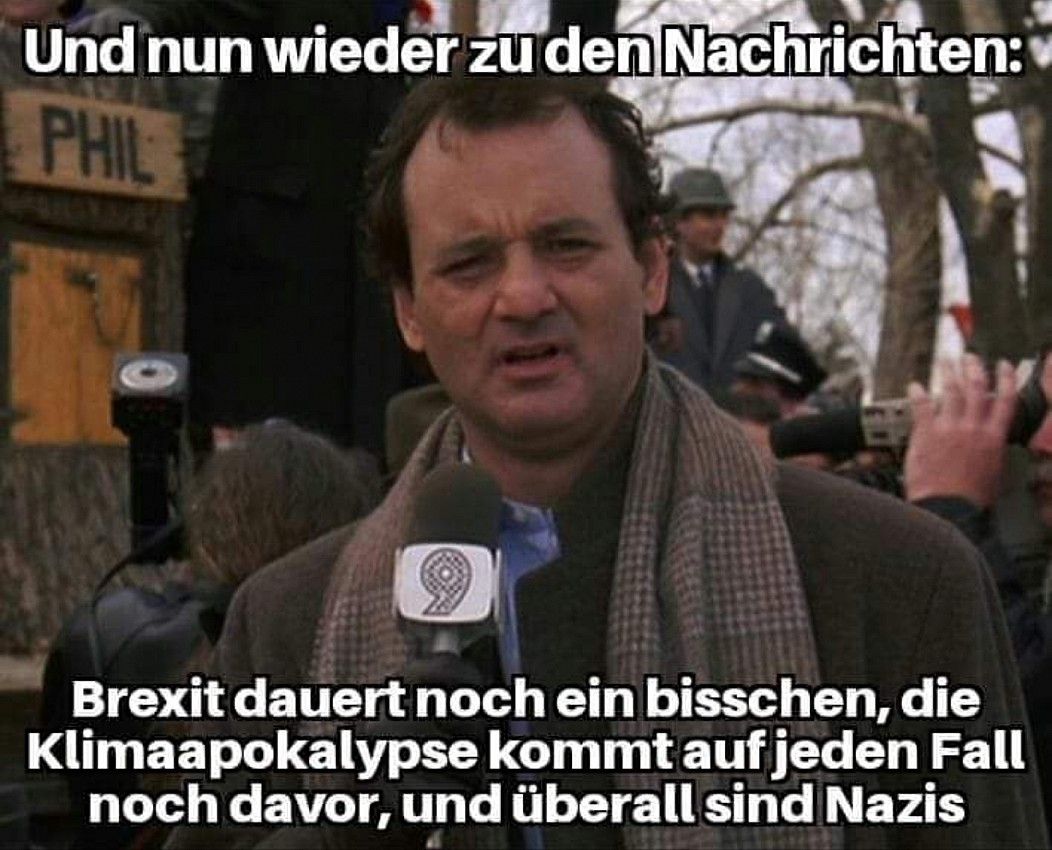 Und nun wieder zu den Nachrichten:
PHIL
9
Brexit dauert noch ein bisschen, die
Klimaapokalypse kommt auf jeden Fall
noch davor, und überall sind Nazis